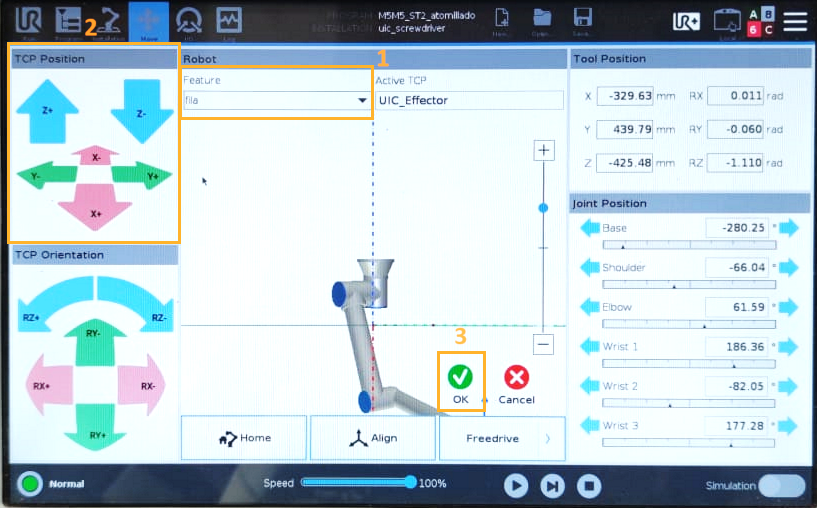 UR
Run
Program
Installation
Move
I/O
Log
PROGRAM M5M5_ST2_atornillado
INSTALLATION uic_screwdriver
New...
Open...
Save...
UR+
Local
A B
6 C
2
1
TCP Position
Z+
Z-
X-
Y-
Y+
X+
TCP Orientation
RZ+
RZ-
RY-
RX+
RX-
RY+
Robot
Feature
fila
Active TCP
UIC_Effector
3
OK
Cancel
Home
Align
Freedrive
Tool Position
X -329.63 mm RX 0.011 rad
Y 439.79 mm RY -0.060 rad
Z -425.48 mm RZ -1.110 rad
Joint Position
Base -280.25 °
Shoulder -66.04 °
Elbow 61.59 °
Wrist 1 186.36 °
Wrist 2 -82.05 °
Wrist 3 177.28 °
Normal
Speed 100%
Simulation